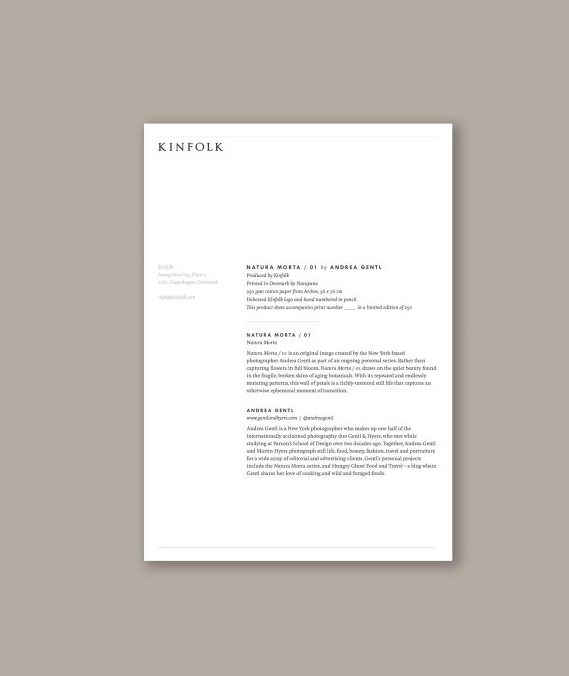 KINFOLK
Kinfolk
Amagertorv 14, Floor 1
1160 Copenhagen, Denmark
info@kinfolk.com
NATURA MORTA / 01 by ANDREA GENTL
Produced by Kinfolk
Printed in Denmark by Narayana
250 gsm cotton paper from Arches, 56 x 76 cm
Debossed Kinfolk logo and hand numbered in pencil
This product sheet accompanies print number ____ in a limited edition of 250
NATURA MORTA / 01
Natura Morta
Natura Morta / 01 is an original image created by the New York-based
photographer Andrea Gentl as part of an ongoing personal series. Rather than
capturing flowers in full bloom, Natura Morta / 01 draws on the quiet beauty found
in the fragile, broken skins of aging botanicals. With its repeated and endlessly
mutating patterns, this wall of petals is a richly-textured still life that captures an
otherwise ephemeral moment of transition.
ANDREA GENTL
www.gentlandhyers.com | @andreagentl
Andrea Gentl is a New York photographer who makes up one half of the
internationally acclaimed photography duo Gentl & Hyers, who met while
studying at Parson's School of Design over two decades ago. Together, Andrea Gentl
and Martin Hyers photograph still life, food, beauty, fashion, travel and portraiture
for a wide array of editorial and advertising clients. Gentl's personal projects
include the Natura Morta series, and Hungry Ghost Food and Travel – a blog where
Gentl shares her love of cooking and wild and foraged foods.